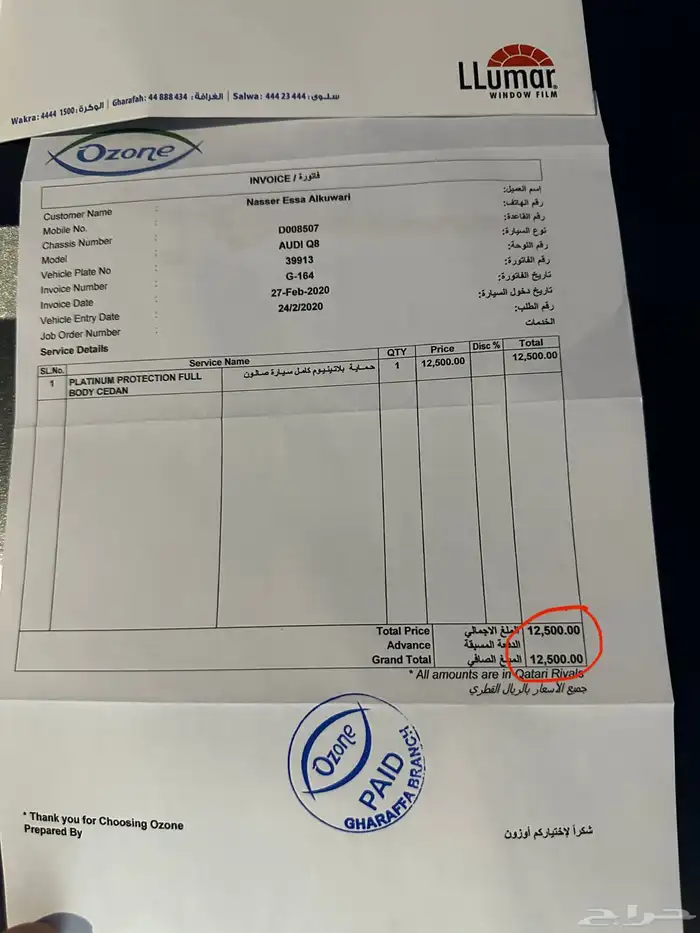 LLumar
WINDOW FILM
Wakra: 4444 1500 :الوكرة | Gharafah: 44 888 434 :الغرافة | Salwa: 444 23 444 :سلوى
Ozone
INVOICE / فاتورة
Customer Name : Nasser Essa Alkuwari إسم العميل:
Mobile No. : رقم الهاتف:
Chassis Number : D008507 رقم القاعدة:
Model : AUDI Q8 نوع السيارة:
Vehicle Plate No : 39913 رقم اللوحة:
Invoice Number : G-164 رقم الفاتورة:
Invoice Date : 27-Feb-2020 تاريخ الفاتورة:
Vehicle Entry Date : 24/2/2020 تاريخ دخول السيارة:
Job Order Number : رقم الطلب:
Service Details الخدمات
SL.No. Service Name QTY Price Disc % Total
1 PLATINUM PROTECTION FULL حماية بلاتينيوم كامل سيارة صالون 1 12,500.00 12,500.00
BODY CEDAN
Total Price المبلغ الاجمالي 12,500.00
Advance الدفعة المسبقة
Grand Total المبلغ الصافي 12,500.00
* All amounts are in Qatari Riyals
جميع الأسعار بالريال القطري
Ozone
PAID
GHARAFFA BRANCH
* Thank you for Choosing Ozone شكراً لإختياركم أوزون
Prepared By
حراج